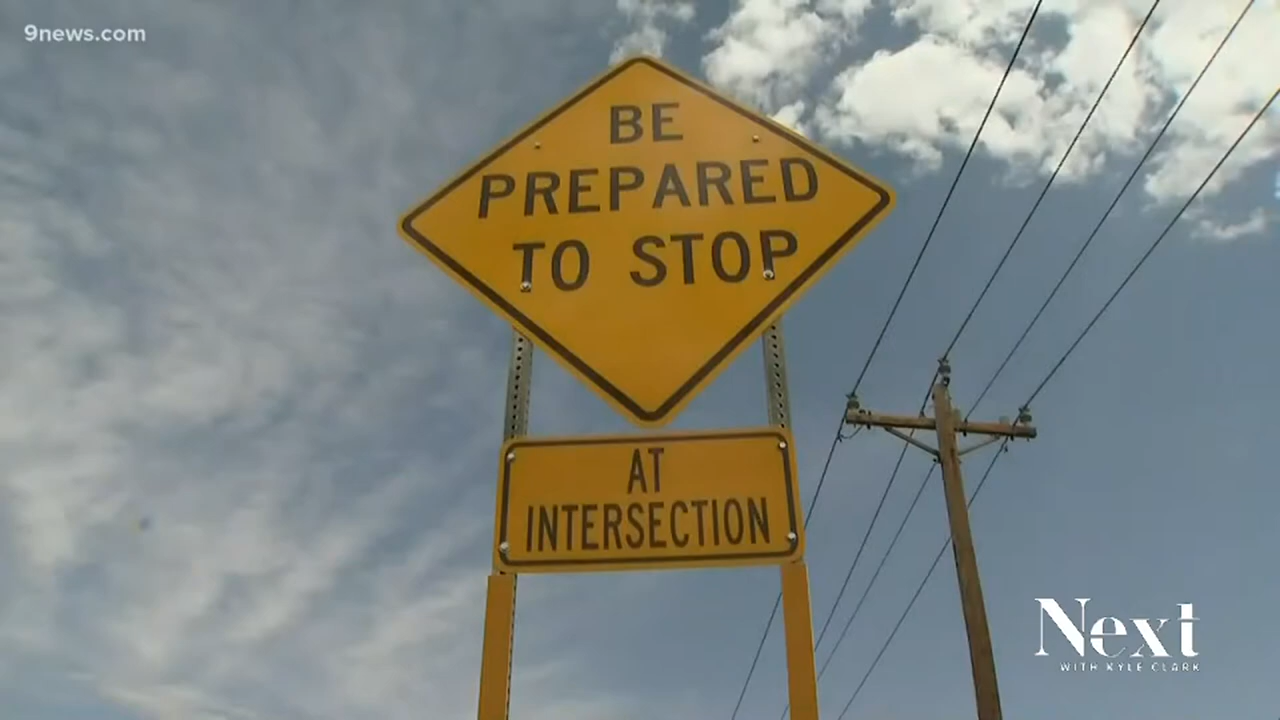 9news.com
BE
PREPARED
TO STOP
AT
INTERSECTION
Next
WITH KYLE CLARK